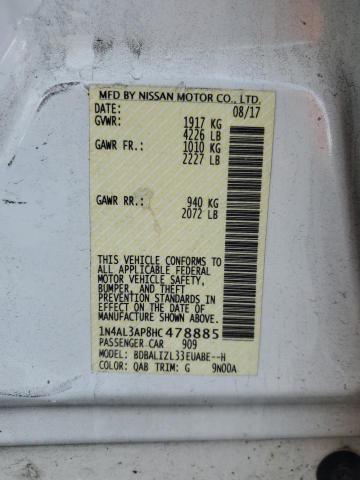 MFD BY NISSAN MOTOR CO., LTD.
DATE: 08/17
GVWR: 1917 KG
4226 LB
GAWR FR.: 1010 KG
2227 LB
GAWR RR.: 940 KG
2072 LB
THIS VEHICLE CONFORMS TO
ALL APPLICABLE FEDERAL
MOTOR VEHICLE SAFETY,
BUMPER, AND THEFT
PREVENTION STANDARDS IN
EFFECT ON THE DATE OF
MANUFACTURE SHOWN ABOVE.
1N4AL3AP8HC478885
PASSENGER CAR 909
MODEL: BDBALIZL33EUABE--H
COLOR: QAB TRIM: G 9N00A